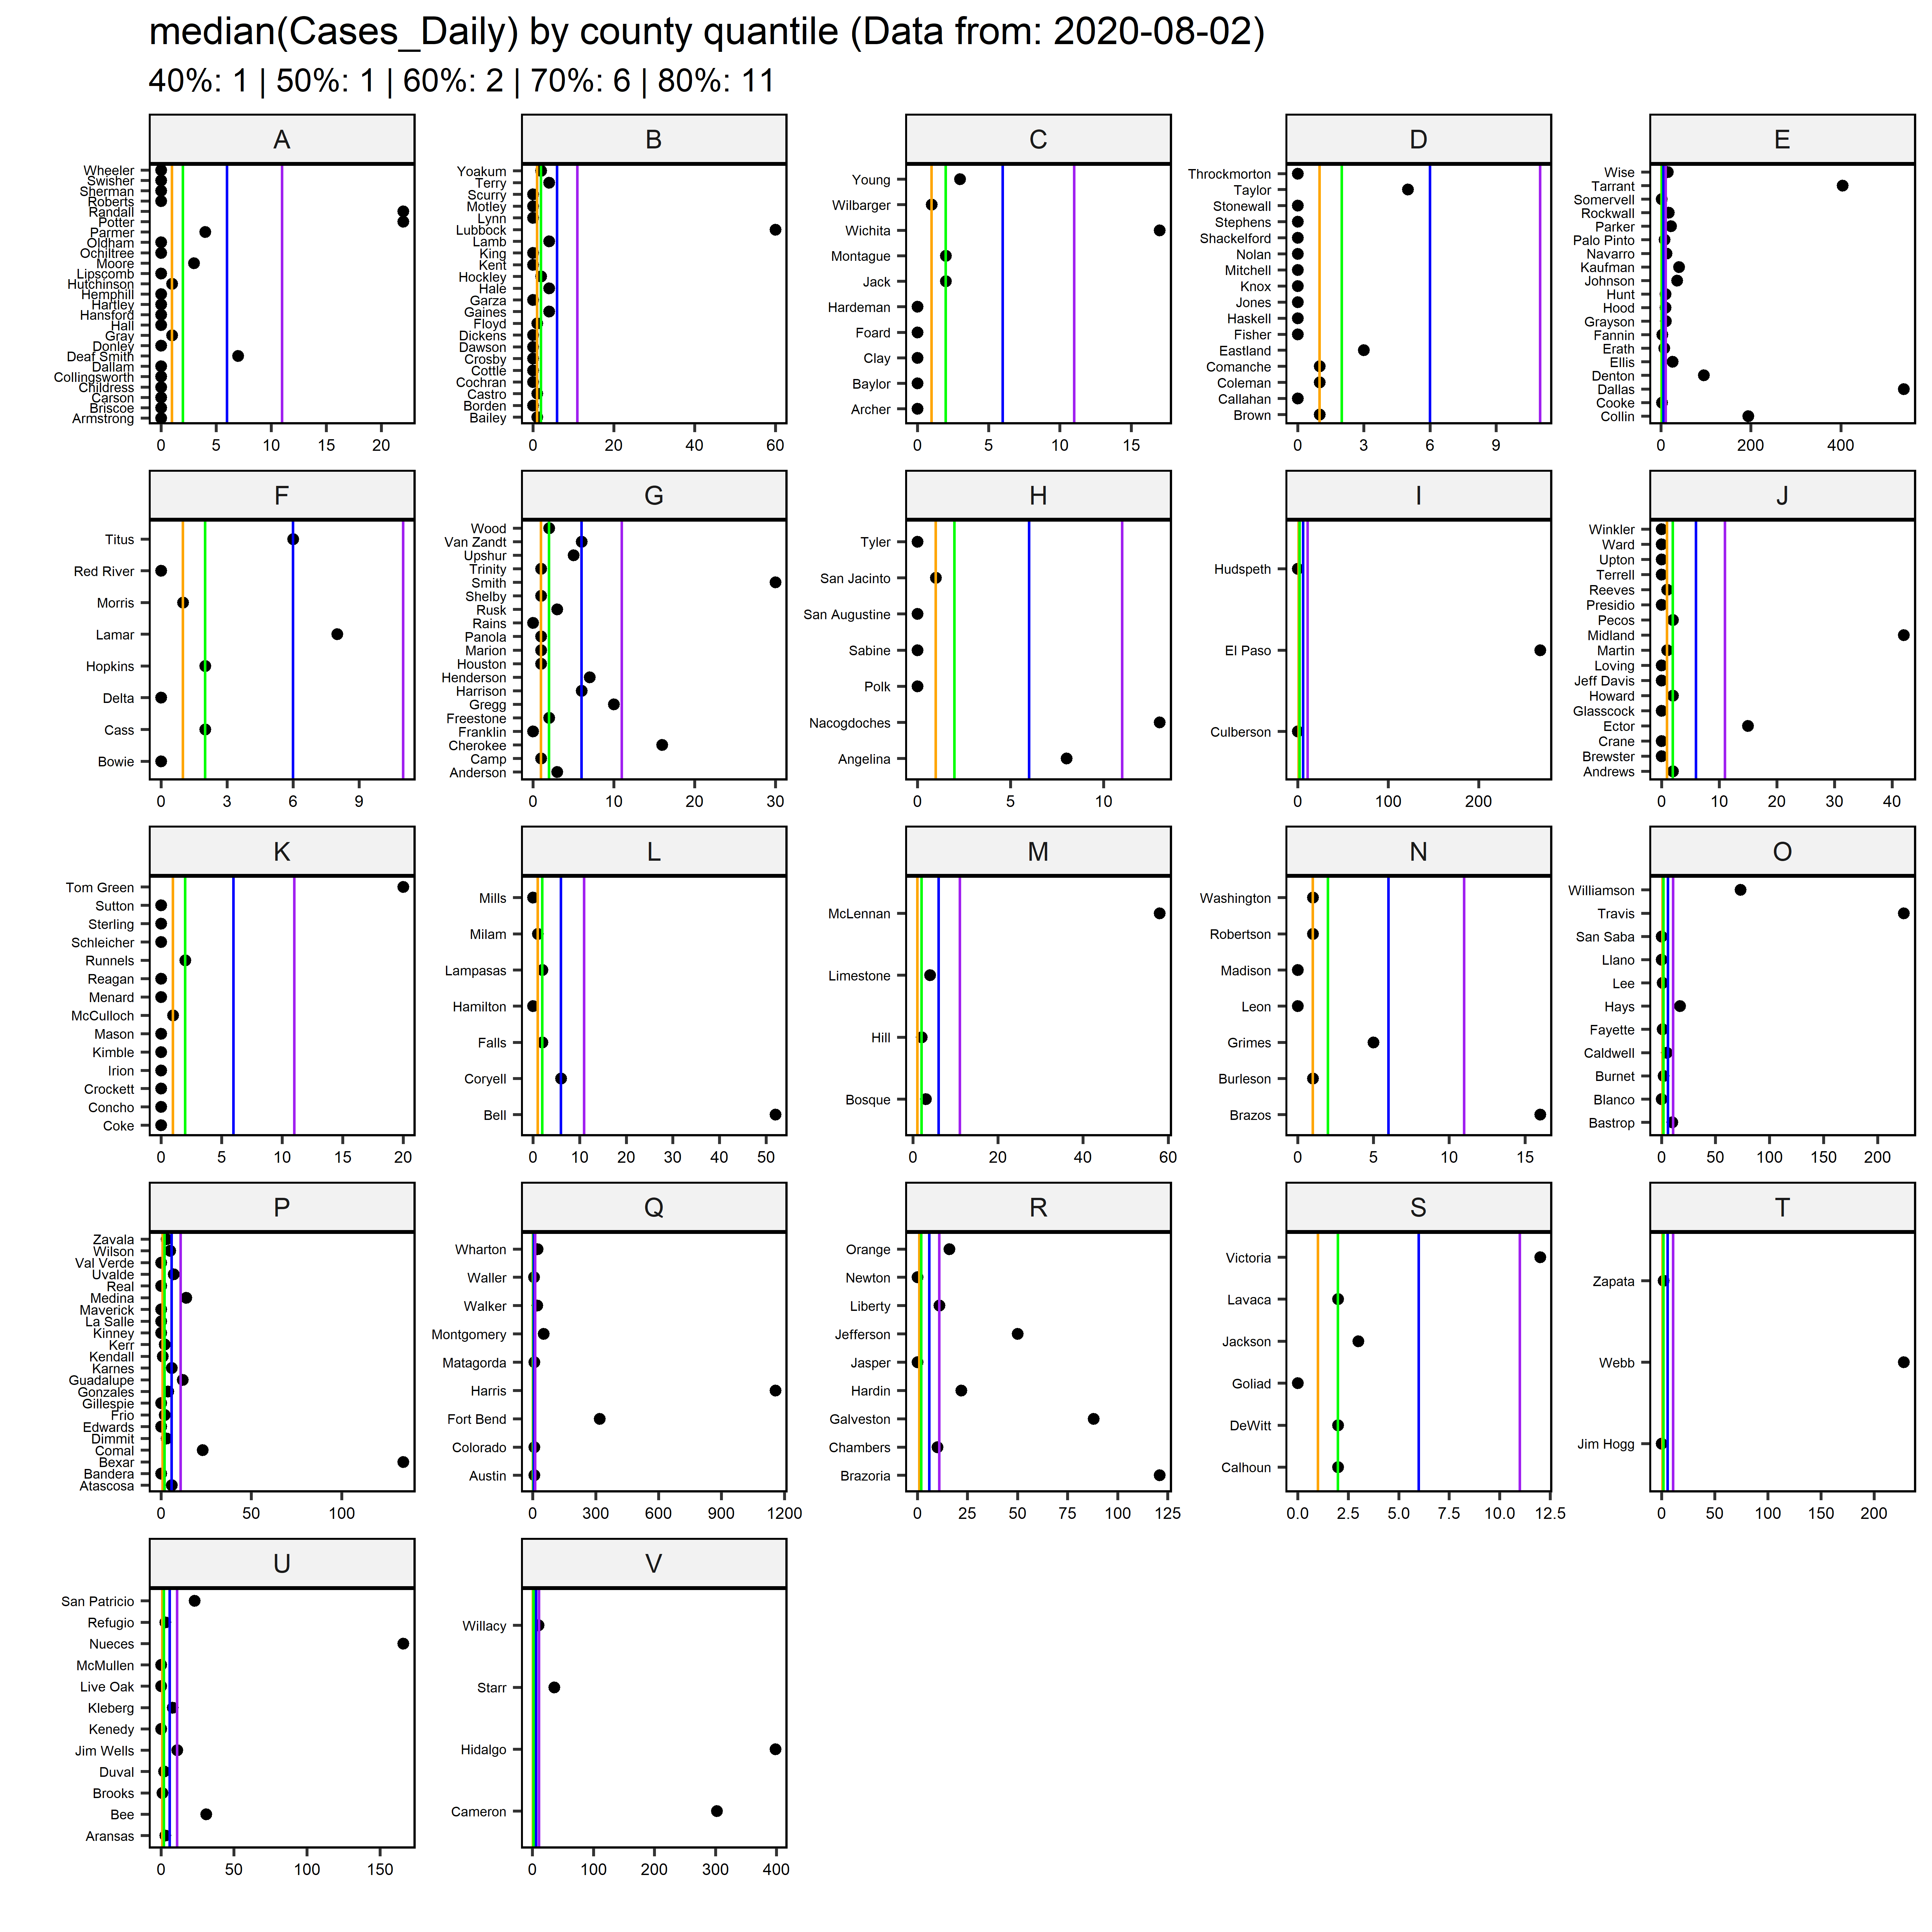 median(Cases_Daily) by county quantile (Data from: 2020-08-02)
40%: 1 | 50%: 1 | 60%: 2 | 70%: 6 | 80%: 11
A
Wheeler
Swisher
Sherman
Roberts
Randall
Potter
Parmer
Oldham
Ochiltree
Moore
Lipscomb
Hutchinson
Hemphill
Hartley
Hansford
Hall
Gray
Donley
Deaf Smith
Dallam
Collingsworth
Childress
Carson
Briscoe
Armstrong
0 5 10 15 20
B
Yoakum
Terry
Scurry
Motley
Lynn
Lubbock
Lamb
King
Kent
Hockley
Hale
Garza
Gaines
Floyd
Dickens
Dawson
Crosby
Cottle
Cochran
Castro
Borden
Bailey
0 20 40 60
C
Young
Wilbarger
Wichita
Montague
Jack
Hardeman
Foard
Clay
Baylor
Archer
0 5 10 15
D
Throckmorton
Taylor
Stonewall
Stephens
Shackelford
Nolan
Mitchell
Knox
Jones
Haskell
Fisher
Eastland
Comanche
Coleman
Callahan
Brown
0 3 6 9
E
Wise
Tarrant
Somervell
Rockwall
Parker
Palo Pinto
Navarro
Kaufman
Johnson
Hunt
Hood
Grayson
Fannin
Erath
Ellis
Denton
Dallas
Cooke
Collin
0 200 400
F
Titus
Red River
Morris
Lamar
Hopkins
Delta
Cass
Bowie
0 3 6 9
G
Wood
Van Zandt
Upshur
Trinity
Smith
Shelby
Rusk
Rains
Panola
Marion
Houston
Henderson
Harrison
Gregg
Freestone
Franklin
Cherokee
Camp
Anderson
0 10 20 30
H
Tyler
San Jacinto
San Augustine
Sabine
Polk
Nacogdoches
Angelina
0 5 10
I
Hudspeth
El Paso
Culberson
0 100 200
J
Winkler
Ward
Upton
Terrell
Reeves
Presidio
Pecos
Midland
Martin
Loving
Jeff Davis
Howard
Glasscock
Ector
Crane
Brewster
Andrews
0 10 20 30 40
K
Tom Green
Sutton
Sterling
Schleicher
Runnels
Reagan
Menard
McCulloch
Mason
Kimble
Irion
Crockett
Concho
Coke
0 5 10 15 20
L
Mills
Milam
Lampasas
Hamilton
Falls
Coryell
Bell
0 10 20 30 40 50
M
McLennan
Limestone
Hill
Bosque
0 20 40 60
N
Washington
Robertson
Madison
Leon
Grimes
Burleson
Brazos
0 5 10 15
O
Williamson
Travis
San Saba
Llano
Lee
Hays
Fayette
Caldwell
Burnet
Blanco
Bastrop
0 50 100 150 200
P
Zavala
Wilson
Val Verde
Uvalde
Real
Medina
Maverick
La Salle
Kinney
Kerr
Kendall
Karnes
Guadalupe
Gonzales
Gillespie
Frio
Edwards
Dimmit
Comal
Bexar
Bandera
Atascosa
0 50 100
Q
Wharton
Waller
Walker
Montgomery
Matagorda
Harris
Fort Bend
Colorado
Austin
0 300 600 900 1200
R
Orange
Newton
Liberty
Jefferson
Jasper
Hardin
Galveston
Chambers
Brazoria
0 25 50 75 100 125
S
Victoria
Lavaca
Jackson
Goliad
DeWitt
Calhoun
0.0 2.5 5.0 7.5 10.0 12.5
T
Zapata
Webb
Jim Hogg
0 50 100 150 200
U
San Patricio
Refugio
Nueces
McMullen
Live Oak
Kleberg
Kenedy
Jim Wells
Duval
Brooks
Bee
Aransas
0 50 100 150
V
Willacy
Starr
Hidalgo
Cameron
0 100 200 300 400